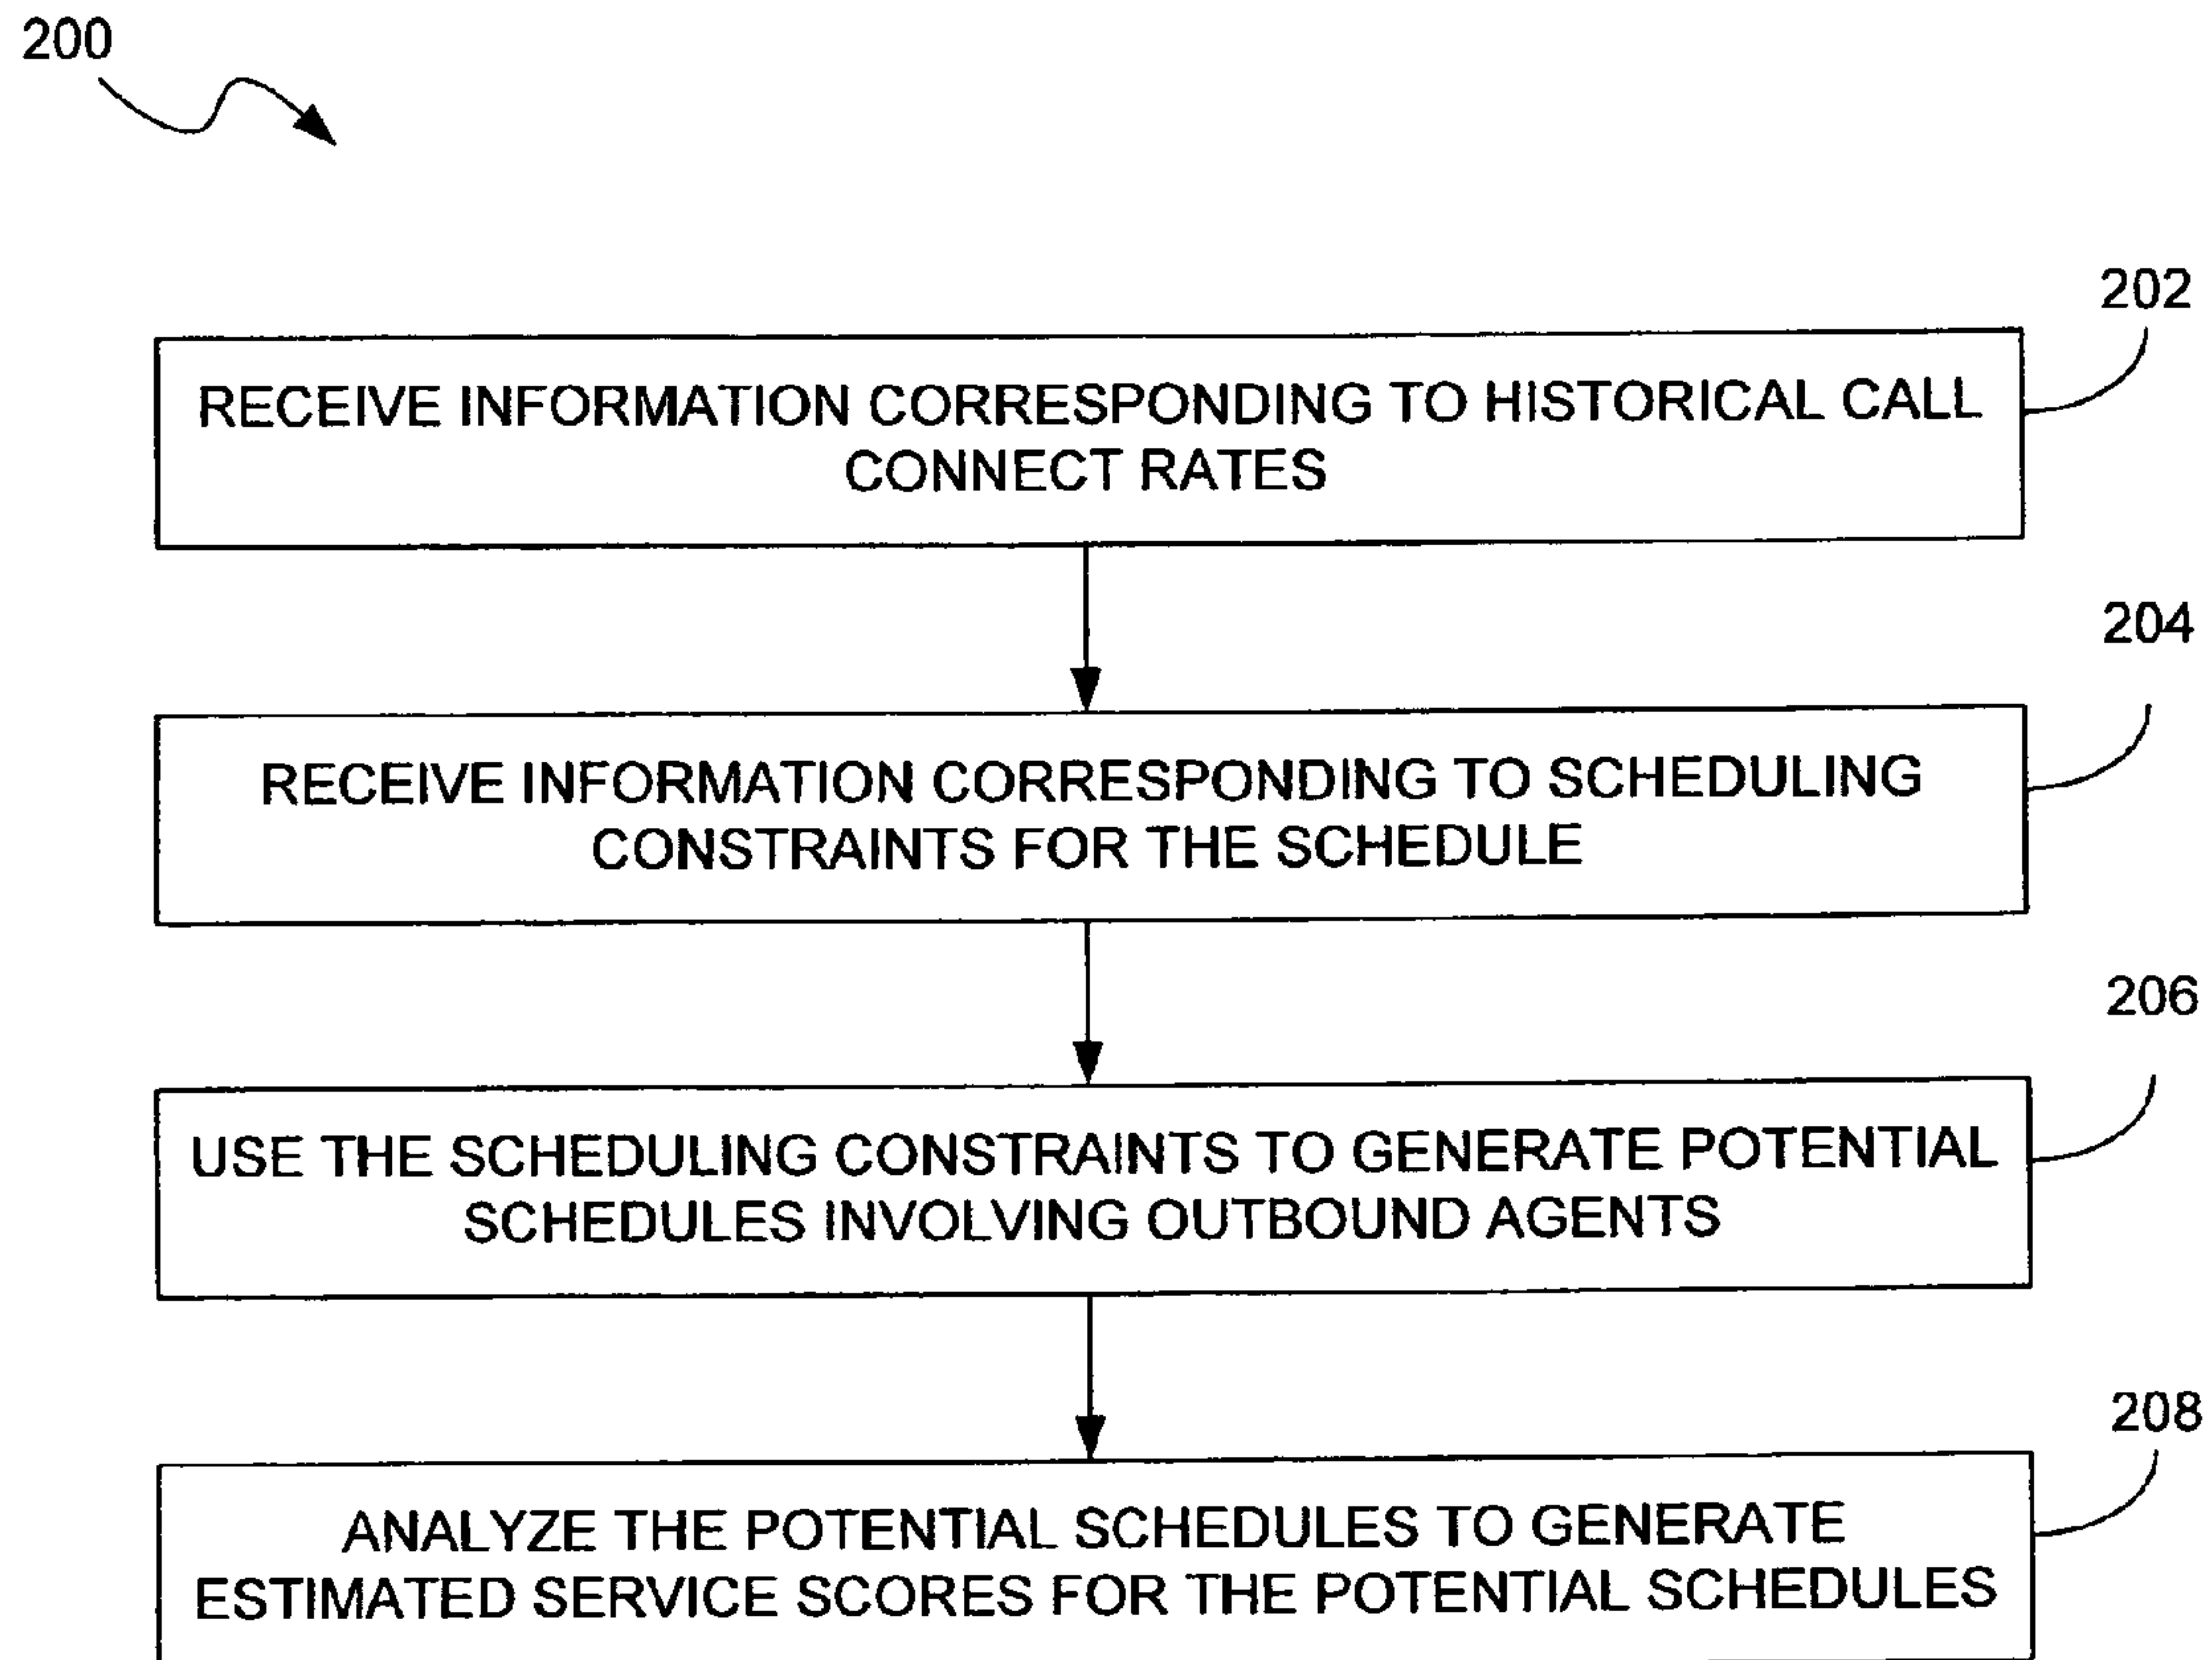 200
202
RECEIVE INFORMATION CORRESPONDING TO HISTORICAL CALL
CONNECT RATES
204
RECEIVE INFORMATION CORRESPONDING TO SCHEDULING
CONSTRAINTS FOR THE SCHEDULE
206
USE THE SCHEDULING CONSTRAINTS TO GENERATE POTENTIAL
SCHEDULES INVOLVING OUTBOUND AGENTS
208
ANALYZE THE POTENTIAL SCHEDULES TO GENERATE
ESTIMATED SERVICE SCORES FOR THE POTENTIAL SCHEDULES